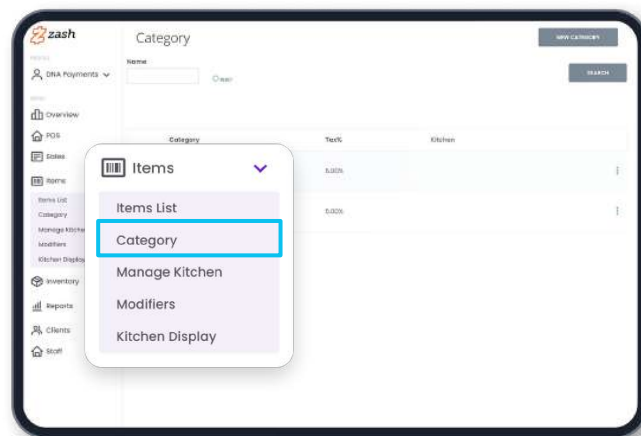 zash
Category
NEW CATEGORY
Name
SEARCH
DNA Payments
Overview
POS
Sales
Items
Items List
Category
Manage Kitche
Modifiers
Kitchen Display
Inventory
Reports
Clients
Staff
Category Tax% Kitchen
5.00%
5.00%
Items
Items List
Category
Manage Kitchen
Modifiers
Kitchen Display